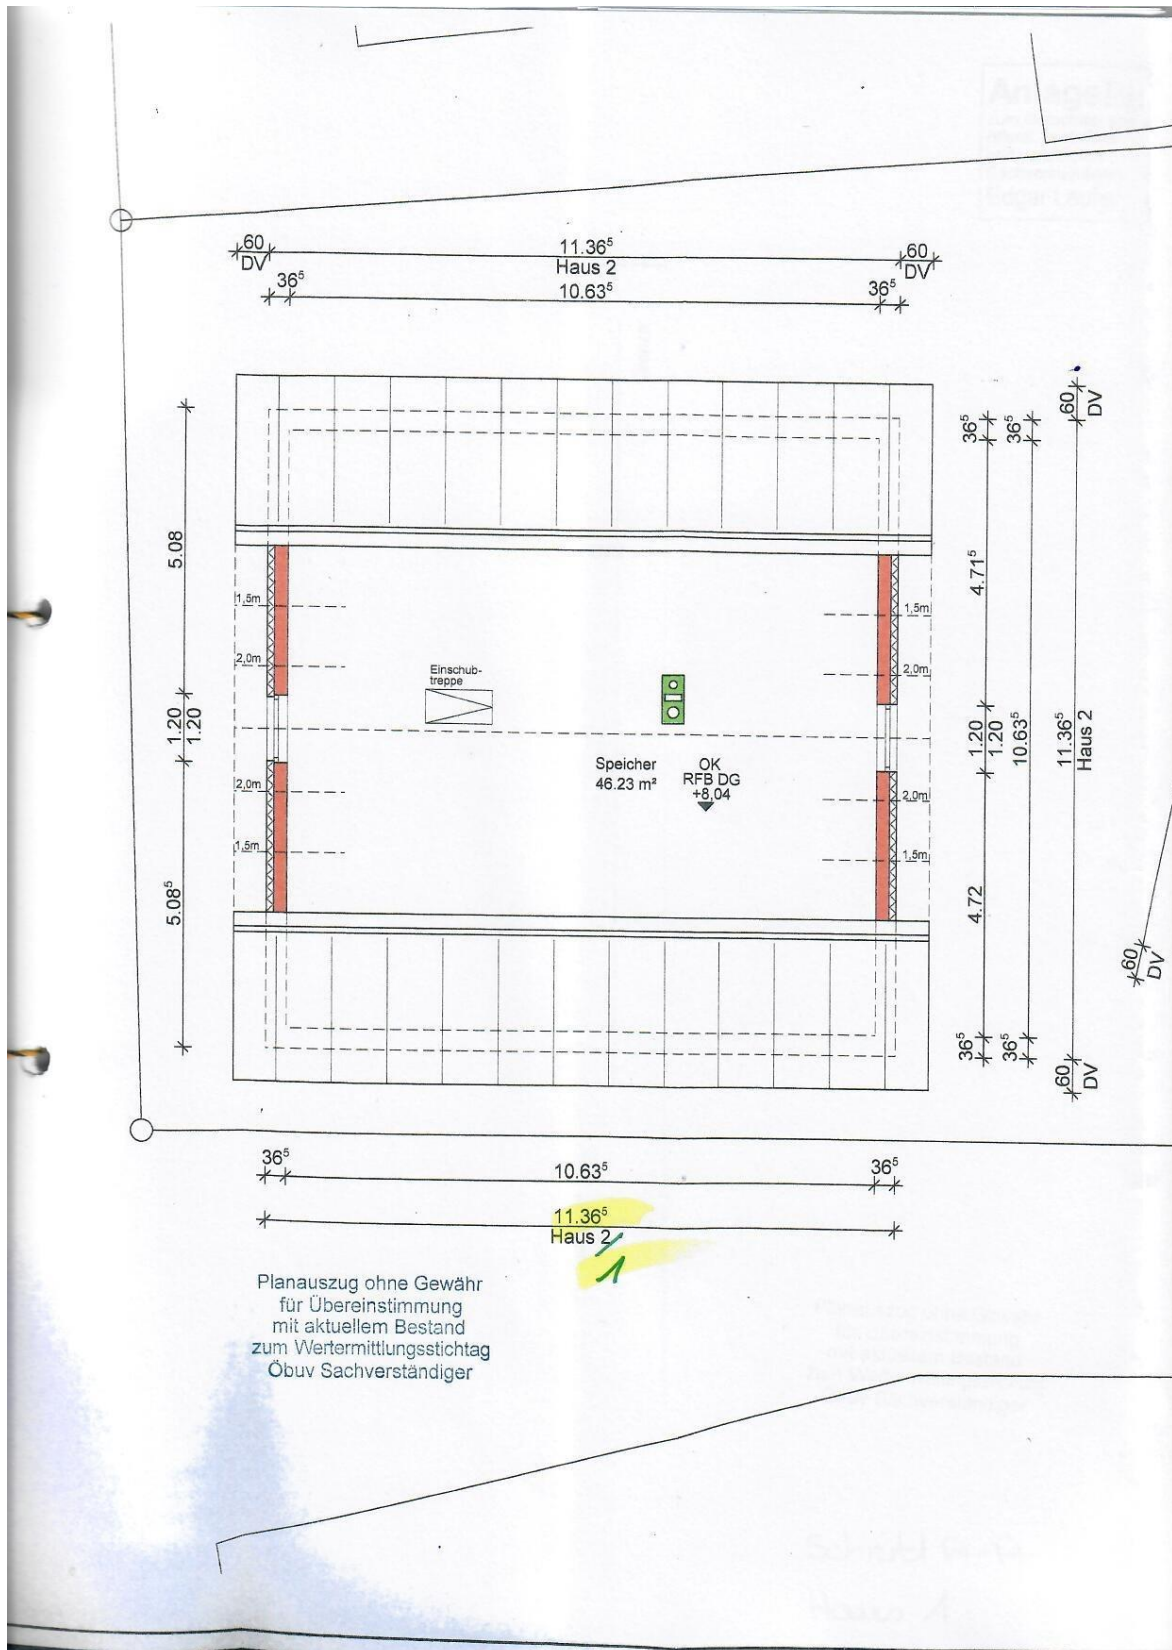 60
DV
11.36⁵
Haus 2
60
DV
36⁵
10.63⁵
36⁵
60
DV
36⁵
36⁵
5.08
4.71⁵
1,5m
1,5m
2,0m
2,0m
Einschub-
treppe
1.20
1.20
1.20
1.20
10.63⁵
11.36⁵
Haus 2
Speicher
46.23 m²
OK
RFB DG
+8,04
2,0m
2,0m
1,5m
1,5m
5.08⁵
4.72
60
DV
36⁵
36⁵
60
DV
36⁵
10.63⁵
36⁵
11.36⁵
Haus 2
1
Planauszug ohne Gewähr
für Übereinstimmung
mit aktuellem Bestand
zum Wertermittlungsstichtag
Öbuv Sachverständiger